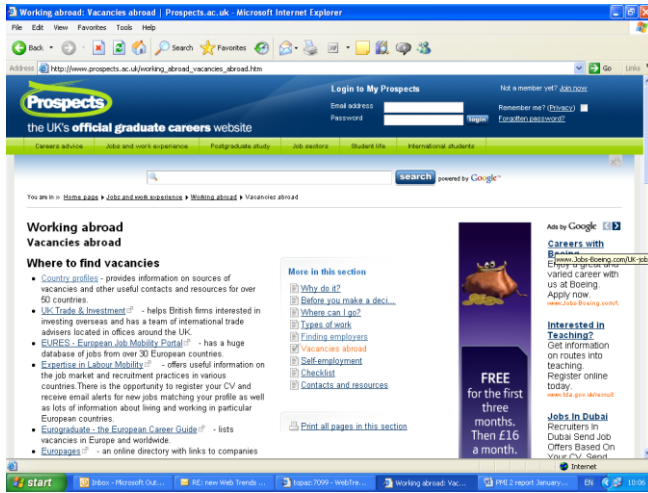 Working abroad: Vacancies abroad | Prospects.ac.uk - Microsoft Internet Explorer
File Edit View Favorites Tools Help
Back Search Favorites
Address http://www.prospects.ac.uk/working_abroad_vacancies_abroad.htm Go Links
Login to My Prospects
Not a member yet? Join now
Prospects
Email address
Remember me? (Privacy)
Password login Forgotten password?
the UK's official graduate careers website
Careers advice Jobs and work experience Postgraduate study Job sectors Student life International students
search powered by Google
You are in » Home page Jobs and work experience Working abroad Vacancies abroad
Working abroad
Vacancies abroad
Where to find vacancies
Country profiles - provides information on sources of
vacancies and other useful contacts and resources for over
50 countries.
UK Trade & Investment - helps British firms interested in
investing overseas and has a team of international trade
advisers located in offices around the UK.
EURES - European Job Mobility Portal - has a huge
database of jobs from over 30 European countries.
Expertise in Labour Mobility - offers useful information on
the job market and recruitment practices in various
countries.There is the opportunity to register your CV and
receive email alerts for new jobs matching your profile as well
as lots of information about living and working in particular
European countries.
Eurograduate - the European Career Guide - lists
vacancies in Europe and worldwide.
Europages - an online directory with links to companies
More in this section
Why do it?
Before you make a deci...
Where can I go?
Types of work
Finding employers
Vacancies abroad
Self-employment
Checklist
Contacts and resources
Print all pages in this section
FREE
for the first
three
months.
Then £16
a month.
Ads by Google
Careers with
www.Jobs-Boeing.com/UK-job
Enjoy a great and
varied career with
us at Boeing.
Apply now.
www.Jobs-Boeing.com/
Interested in
Teaching?
Get information
on routes into
teaching.
Register online
today.
www.tda.gov.uk/recruit
Jobs In Dubai
Recruiters In
Dubai Send Job
Offers Based On
Your CV. Send
Internet
start Inbox - Microsoft Out... RE: new Web Trends ... topaz:7099 - WebTre... Working abroad: Vac... PMI 2 report January... EN 10:06